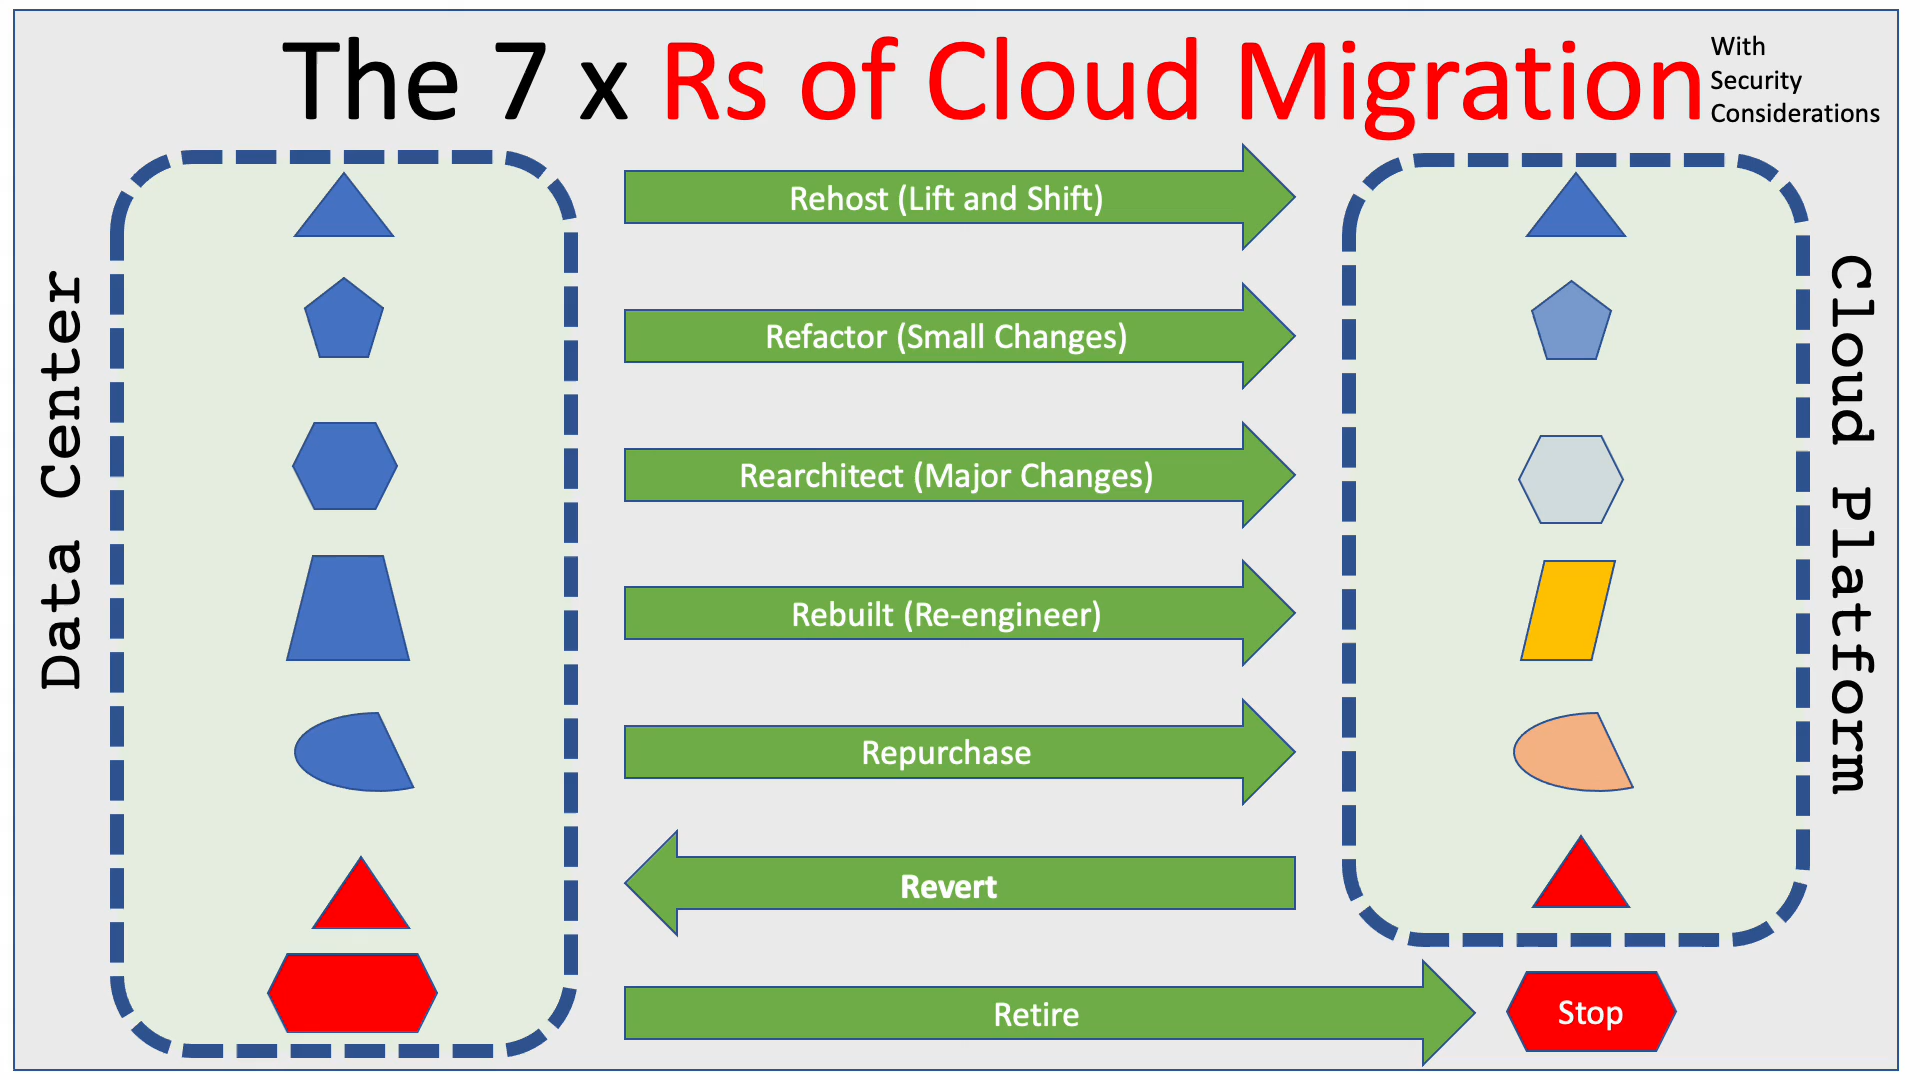 The 7 x Rs of Cloud Migration
With
Security
Considerations
Data Center
Rehost (Lift and Shift)
Refactor (Small Changes)
Rearchitect (Major Changes)
Rebuilt (Re-engineer)
Repurchase
Revert
Retire
Stop
Cloud Platform